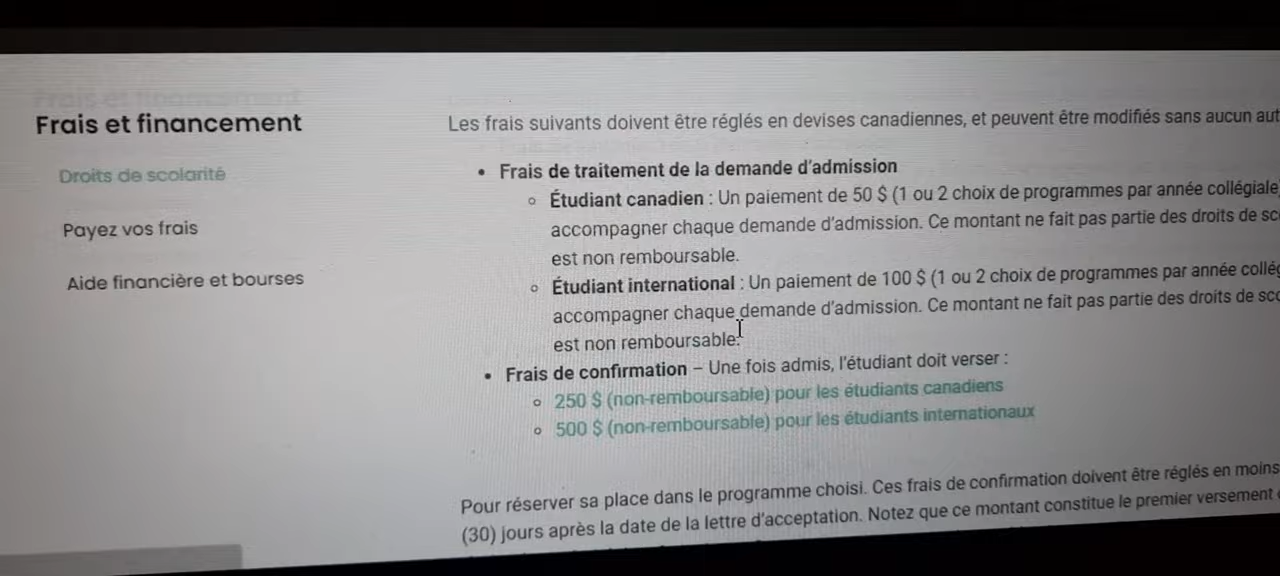 Frais et financement
Droits de scolarité
Payez vos frais
Aide financière et bourses
Les frais suivants doivent être réglés en devises canadiennes, et peuvent être modifiés sans aucun aut
• Frais de traitement de la demande d'admission
○ Étudiant canadien : Un paiement de 50 $ (1 ou 2 choix de programmes par année collégiale)
accompagner chaque demande d'admission. Ce montant ne fait pas partie des droits de sco
est non remboursable.
○ Étudiant international : Un paiement de 100 $ (1 ou 2 choix de programmes par année collég
accompagner chaque demande d'admission. Ce montant ne fait pas partie des droits de sco
est non remboursable.
• Frais de confirmation – Une fois admis, l'étudiant doit verser :
○ 250 $ (non-remboursable) pour les étudiants canadiens
○ 500 $ (non-remboursable) pour les étudiants internationaux
Pour réserver sa place dans le programme choisi. Ces frais de confirmation doivent être réglés en moins
(30) jours après la date de la lettre d'acceptation. Notez que ce montant constitue le premier versement